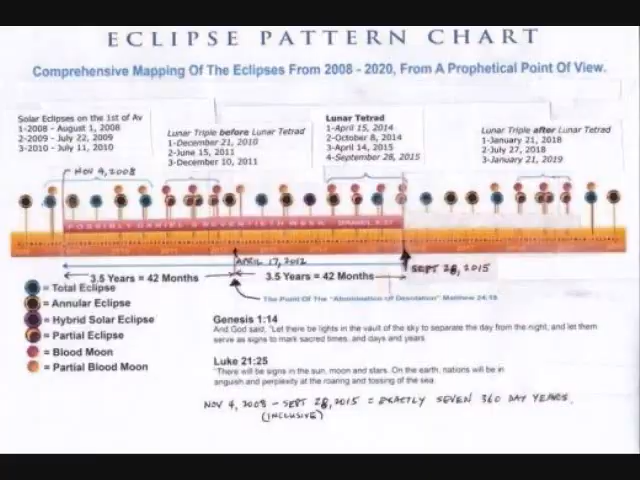 ECLIPSE PATTERN CHART
Comprehensive Mapping Of The Eclipses From 2008 - 2020, From A Prophetical Point Of View.
Solar Eclipses on the 1st of Av
1-2008 - August 1, 2008
2-2009 - July 22, 2009
3-2010 - July 11, 2010
Lunar Triple before Lunar Tetrad
1-December 21, 2010
2-June 15, 2011
3-December 10, 2011
Lunar Tetrad
1-April 15, 2014
2-October 8, 2014
3-April 14, 2015
4-September 28, 2015
Lunar Triple after Lunar Tetrad
1-January 21, 2018
2-July 27, 2018
3-January 21, 2019
NOV 4, 2008
POSSIBLY DANIEL'S SEVENTIETH WEEK DANIEL 9:27
APRIL 17, 2012
SEPT 28, 2015
3.5 Years = 42 Months
3.5 Years = 42 Months
The Point Of The "Abomination of Desolation" Matthew 24:15
= Total Eclipse
= Annular Eclipse
= Hybrid Solar Eclipse
= Partial Eclipse
= Blood Moon
= Partial Blood Moon
Genesis 1:14
And God said, "Let there be lights in the vault of the sky to separate the day from the night, and let them
serve as signs to mark sacred times, and days and years
Luke 21:25
"There will be signs in the sun, moon and stars. On the earth, nations will be in
anguish and perplexity at the roaring and tossing of the sea
NOV 4, 2008 - SEPT 28, 2015 = EXACTLY SEVEN 360 DAY YEARS.
(INCLUSIVE)